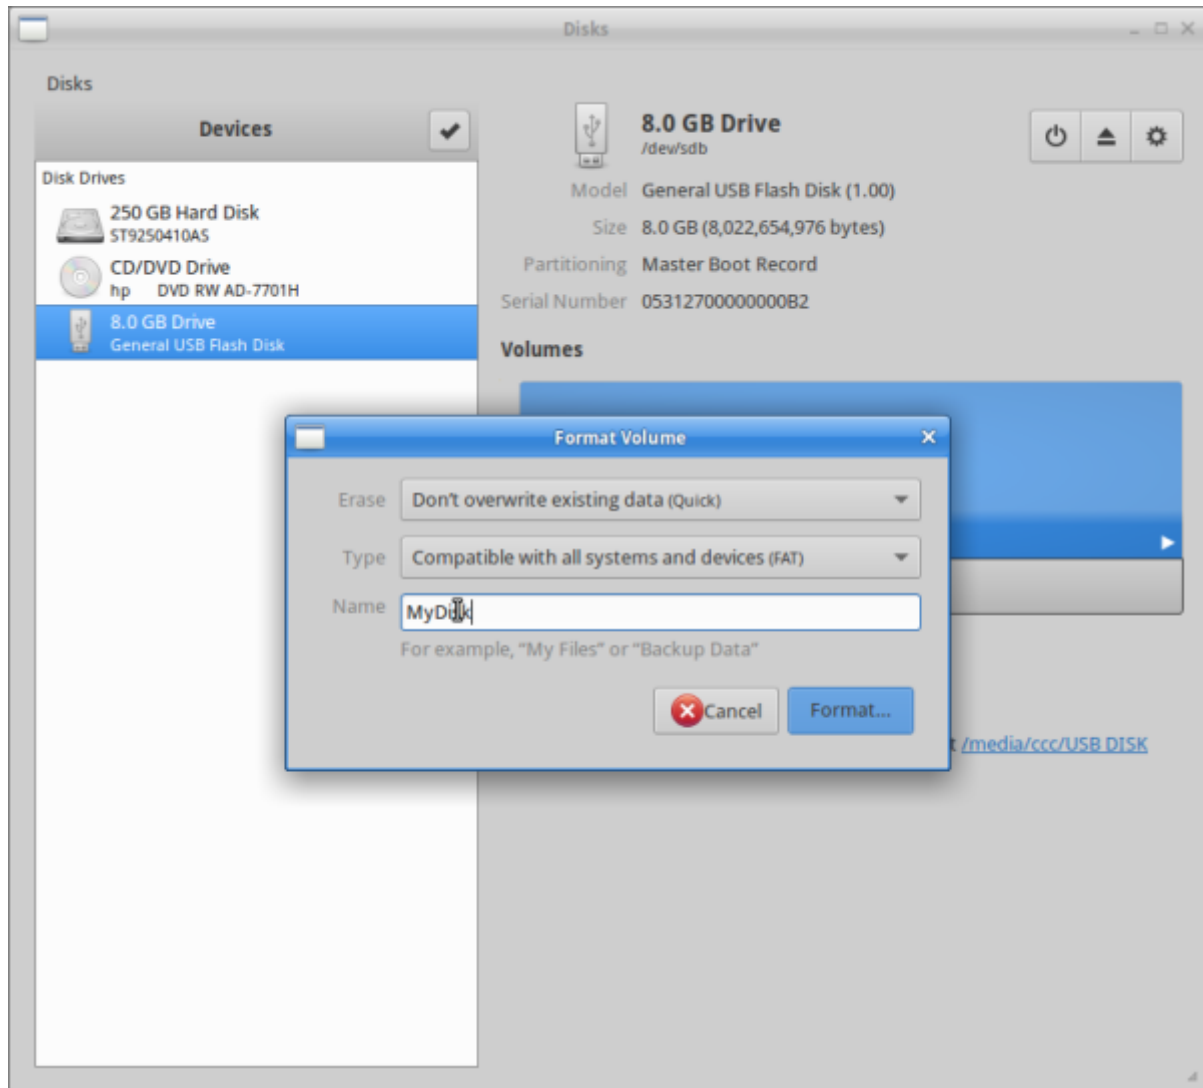 Disks
Disks
Devices
Disk Drives
250 GB Hard Disk
ST9250410AS
CD/DVD Drive
hp DVD RW AD-7701H
8.0 GB Drive
General USB Flash Disk
8.0 GB Drive
/dev/sdb
Model General USB Flash Disk (1.00)
Size 8.0 GB (8,022,654,976 bytes)
Partitioning Master Boot Record
Serial Number 05312700000000B2
Volumes
Format Volume
Erase Don't overwrite existing data (Quick)
Type Compatible with all systems and devices (FAT)
Name MyDisk
For example, “My Files” or “Backup Data”
Cancel Format...
/media/ccc/USB DISK